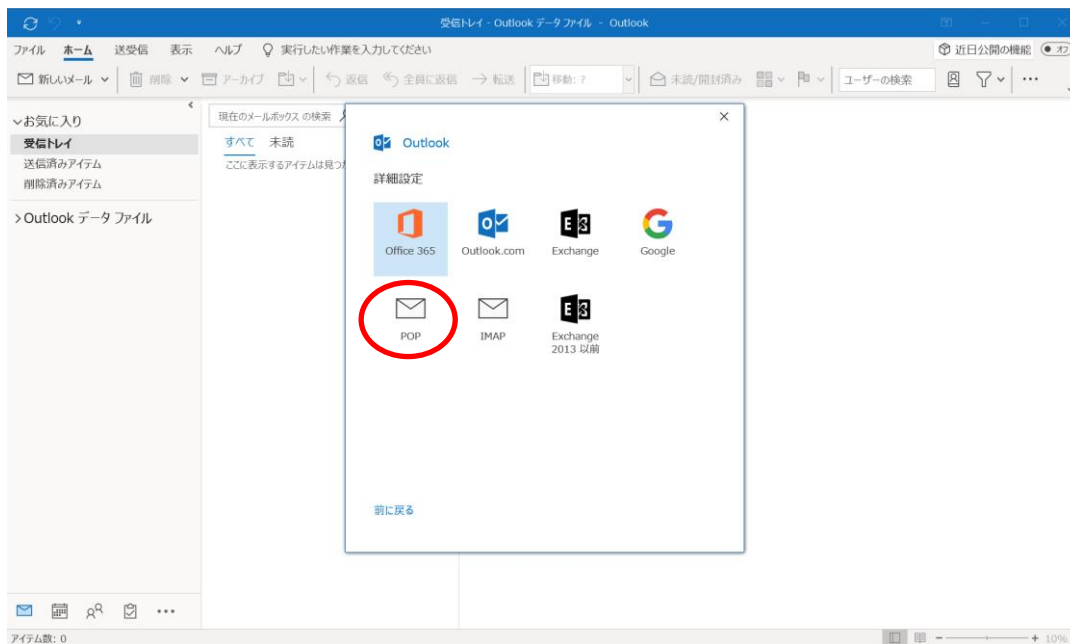 受信トレイ - Outlook データ ファイル - Outlook
ファイル ホーム 送受信 表示 ヘルプ 実行したい作業を入力してください 近日公開の機能 オフ
新しいメール 削除 アーカイブ 返信 全員に返信 転送 移動: ? 未読/開封済み ユーザーの検索
お気に入り
受信トレイ
送信済みアイテム
削除済みアイテム
Outlook データ ファイル
現在のメールボックス の検索
すべて 未読
ここに表示するアイテムは見つ
Outlook
詳細設定
Office 365 Outlook.com Exchange Google
POP IMAP Exchange
2013 以前
前に戻る
アイテム数: 0 10%